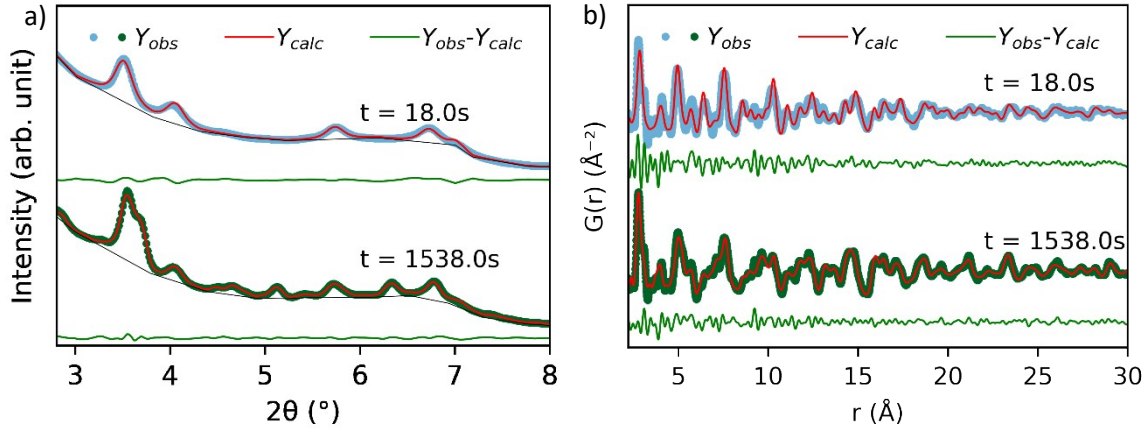 a)
Y_obs Y_calc Y_obs-Y_calc
t = 18.0s
t = 1538.0s
Intensity (arb. unit)
3 4 5 6 7 8
2θ (°)
b)
Y_obs Y_calc Y_obs-Y_calc
t = 18.0s
t = 1538.0s
G(r) (Å⁻²)
5 10 15 20 25 30
r (Å)